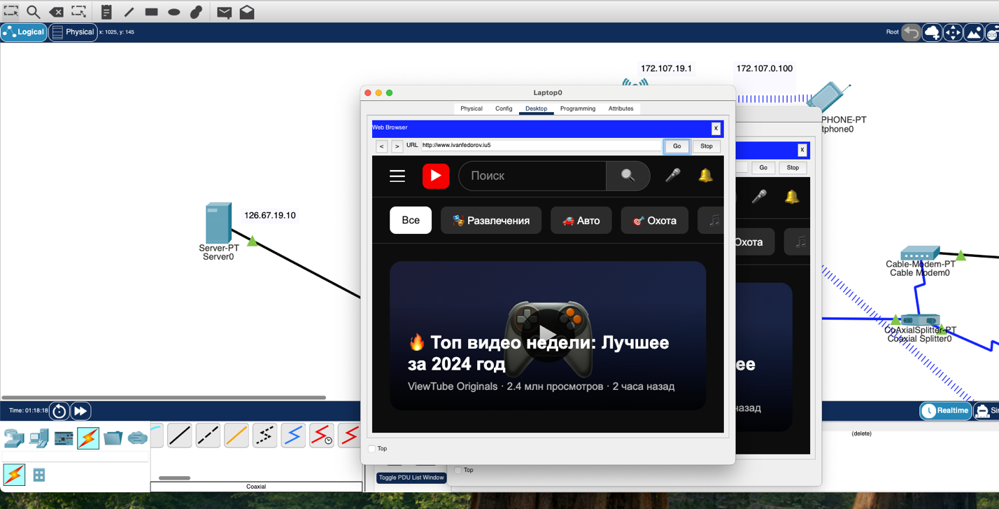 Logical
Physical
x: 1025, y: 145
Root
172.107.19.1
172.107.0.100
Laptop0
Physical
Config
Desktop
Programming
Attributes
PHONE-PT
tphone0
Web Browser
X
X
<
>
URL
http://www.ivanfedorov.iu5
Go
Stop
Go
Stop
Поиск
Все
Развлечения
Авто
Охота
Охота
126.67.19.10
Server-PT
Server0
Cable-Modem-PT
Cable Modem0
CoAxialSplitter-PT
Coaxial Splitter0
Топ видео недели: Лучшее
за 2024 год
ViewTube Originals · 2.4 млн просмотров · 2 часа назад
ее
назад
Time: 01:18:18
Realtime
Sim
(delete)
Top
Top
Toggle PDU List Window
Coaxial